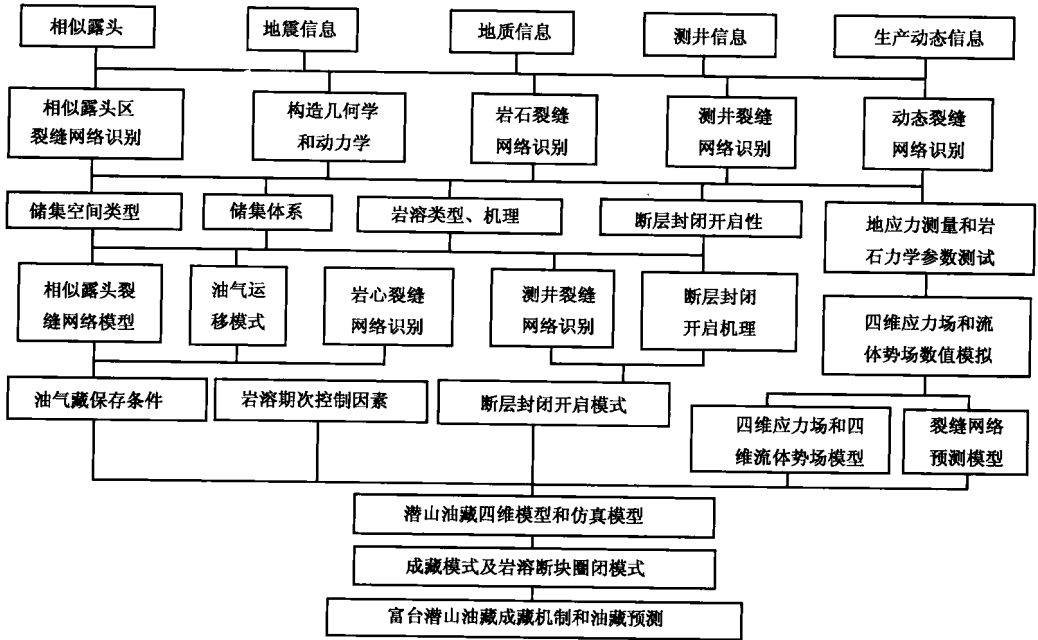 相似露头
地震信息
地质信息
测井信息
生产动态信息
相似露头区
裂缝网络识别
构造几何学
和动力学
岩石裂缝
网络识别
测井裂缝
网络识别
动态裂缝
网络识别
储集空间类型
储集体系
岩溶类型、机理
断层封闭开启性
地应力测量和岩
石力学参数测试
相似露头裂
缝网络模型
油气运
移模式
岩心裂缝
网络识别
测井裂缝
网络识别
断层封闭
开启机理
四维应力场和流
体势场数值模拟
油气藏保存条件
岩溶期次控制因素
断层封闭开启模式
四维应力场和四
维流体势场模型
裂缝网络
预测模型
潜山油藏四维模型和仿真模型
成藏模式及岩溶断块圈闭模式
富台潜山油藏成藏机制和油藏预测